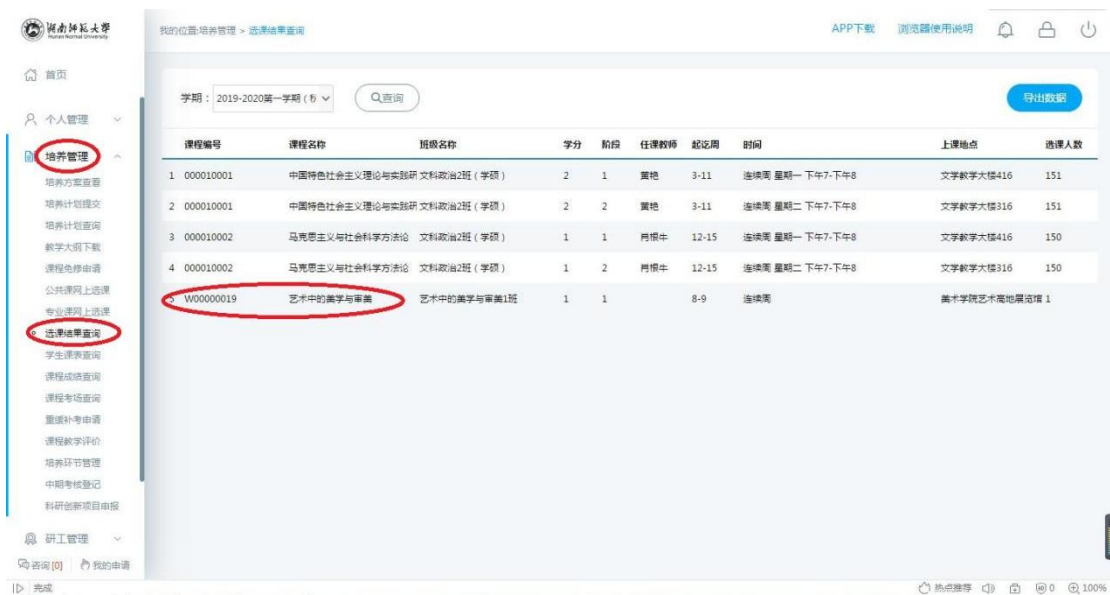 湖南师范大学
Hunan Normal University
我的位置:培养管理 > 选课结果查询
APP下载 浏览器使用说明
首页
个人管理
培养管理
培养方案查看
培养计划提交
培养计划查询
教学大纲下载
课程免修申请
公共课网上选课
专业课网上选课
选课结果查询
学生课表查询
课程成绩查询
课程考场查询
重缓补考申请
课程教学评价
培养环节管理
中期考核登记
科研创新项目申报
研工管理
咨询[0] 我的申请
学期： 2019-2020第一学期 ( 秋 查询 导出数据
课程编号 课程名称 班级名称 学分 阶段 任课教师 起讫周 时间 上课地点 选课人数
1 000010001 中国特色社会主义理论与实践研 文科政治2班 ( 学硕 ) 2 1 黄艳 3-11 连续周 星期一 下午7-下午8 文学教学大楼416 151
2 000010001 中国特色社会主义理论与实践研 文科政治2班 ( 学硕 ) 2 2 黄艳 3-11 连续周 星期二 下午7-下午8 文学教学大楼316 151
3 000010002 马克思主义与社会科学方法论 文科政治2班 ( 学硕 ) 1 1 肖根牛 12-15 连续周 星期一 下午7-下午8 文学教学大楼416 150
4 000010002 马克思主义与社会科学方法论 文科政治2班 ( 学硕 ) 1 2 肖根牛 12-15 连续周 星期二 下午7-下午8 文学教学大楼316 150
5 W00000019 艺术中的美学与审美 艺术中的美学与审美1班 1 1 8-9 连续周 美术学院艺术高地展览馆 1
完成
热点推荐 0 100%